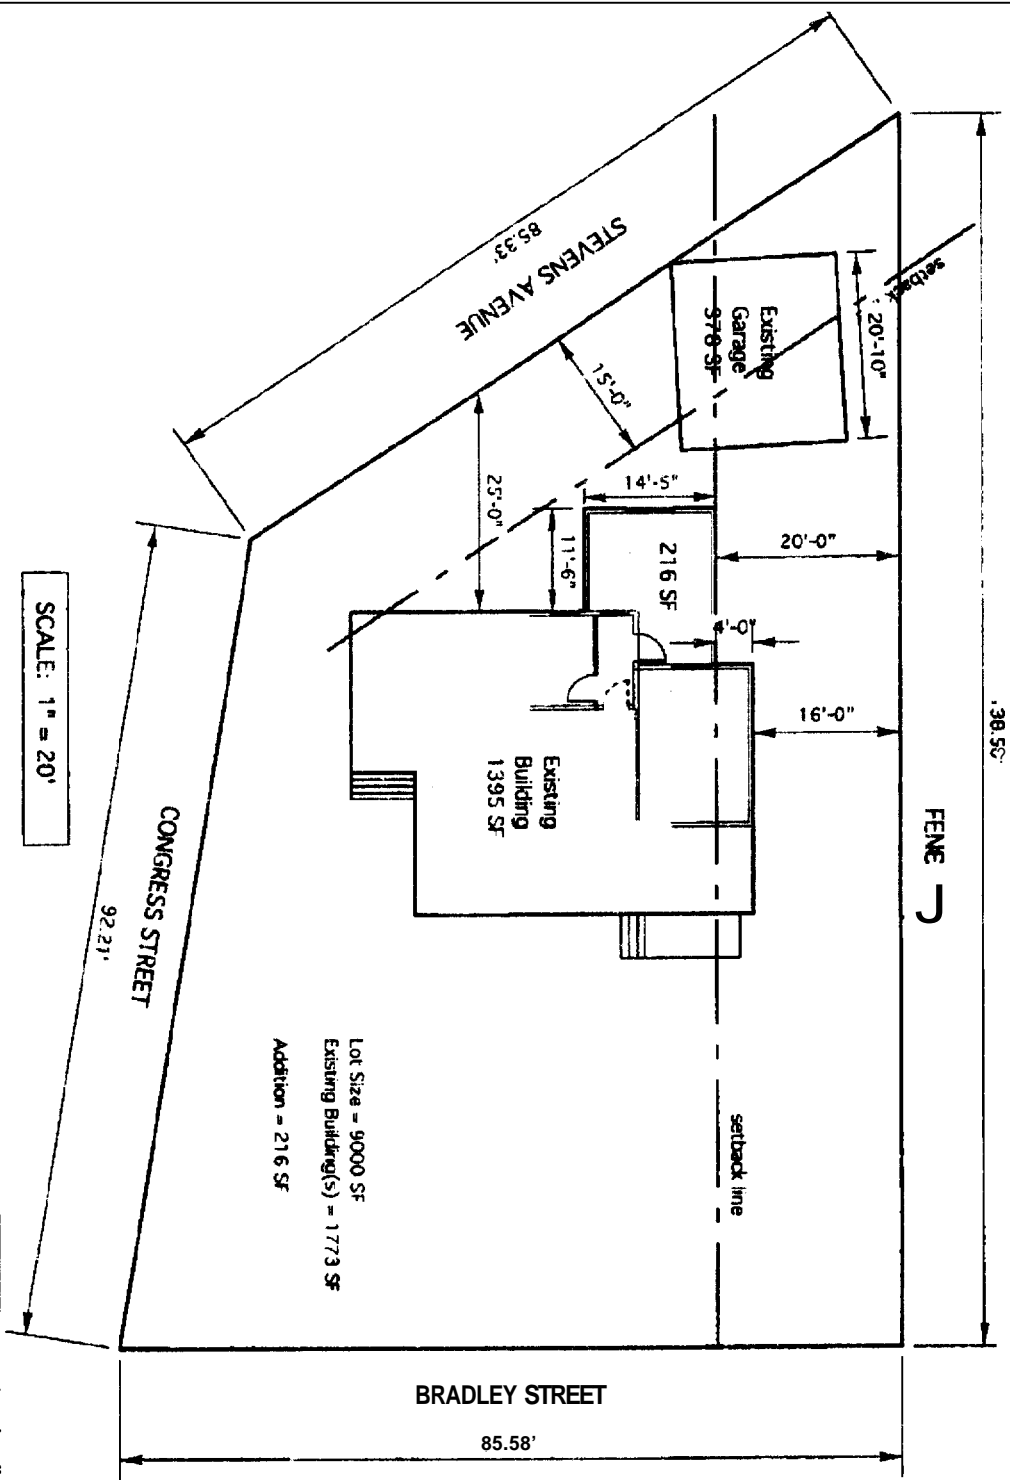 STEVENS AVENUE
85.33'
setback
20'-10"
Existing
Garage
378 SF
15'-0"
25'-0"
14'-5"
11'-6"
216 SF
20'-0"
4'-0"
16'-0"
Existing
Building
1395 SF
FENE
SCALE: 1" = 20'
CONGRESS STREET
92.21'
Lot Size = 9000 SF
Existing Building(s) = 1773 SF
Addition = 216 SF
setback line
BRADLEY STREET
85.58'